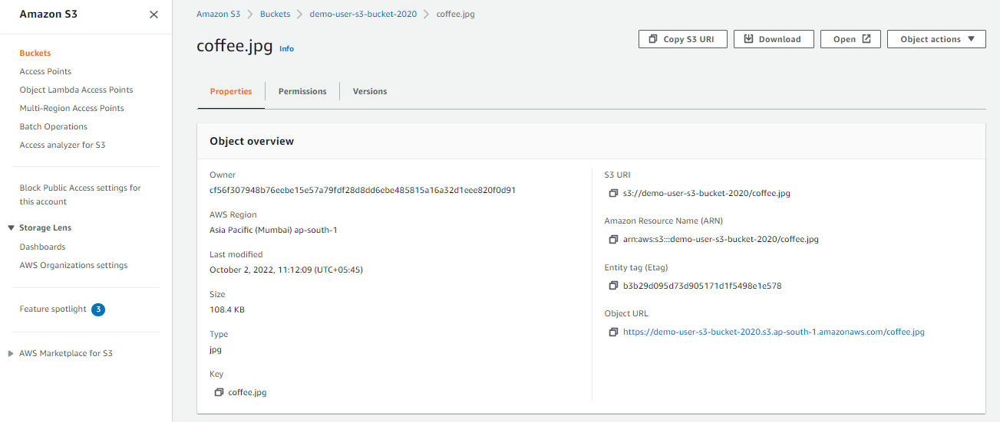 Amazon S3
Buckets
Access Points
Object Lambda Access Points
Multi-Region Access Points
Batch Operations
Access analyzer for S3
Block Public Access settings for
this account
Storage Lens
Dashboards
AWS Organizations settings
Feature spotlight 3
AWS Marketplace for S3
Amazon S3 Buckets demo-user-s3-bucket-2020 coffee.jpg
coffee.jpg Info
Copy S3 URI Download Open Object actions
Properties Permissions Versions
Object overview
Owner
cf56f307948b76eebe15e57a79fdf28d8dd6ebe485815a16a32d1eee820f0d91
AWS Region
Asia Pacific (Mumbai) ap-south-1
Last modified
October 2, 2022, 11:12:09 (UTC+05:45)
Size
108.4 KB
Type
jpg
Key
coffee.jpg
S3 URI
s3://demo-user-s3-bucket-2020/coffee.jpg
Amazon Resource Name (ARN)
arn:aws:s3:::demo-user-s3-bucket-2020/coffee.jpg
Entity tag (Etag)
b3b29d095d73d905171d1f5498e1e578
Object URL
https://demo-user-s3-bucket-2020.s3.ap-south-1.amazonaws.com/coffee.jpg